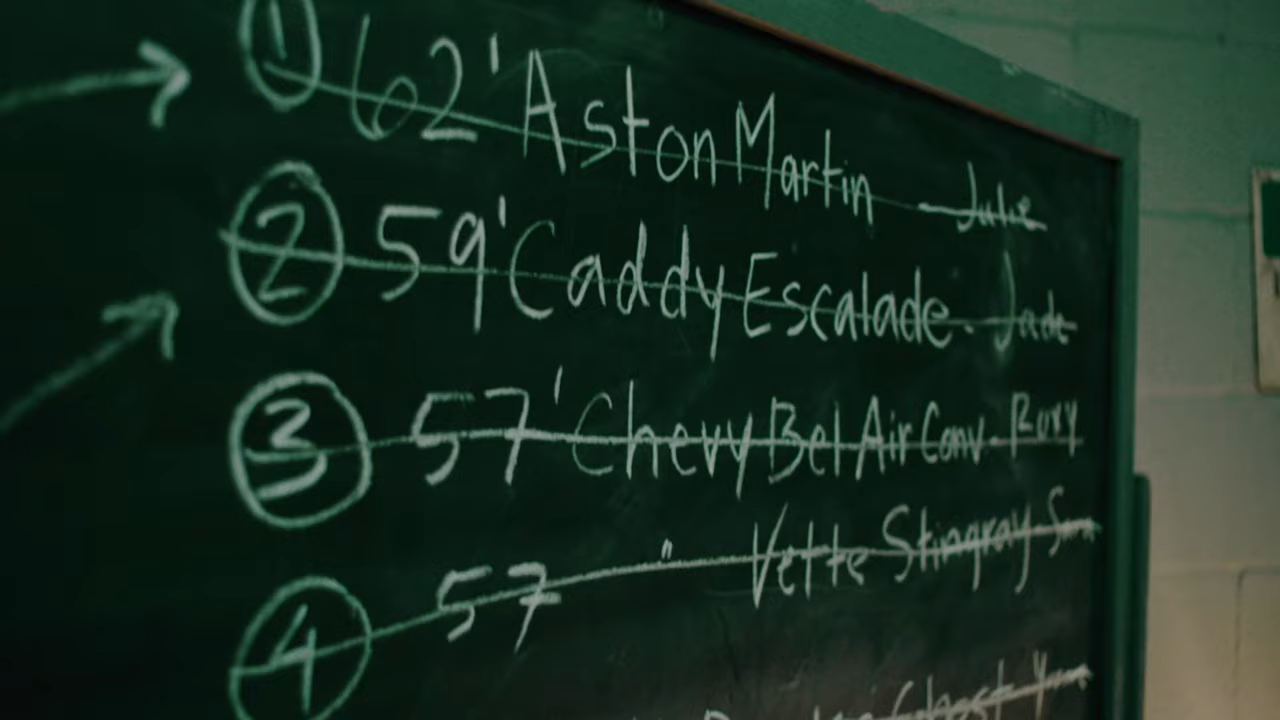 ① 62' Aston Martin - Julie
② 59' Caddy Escalade - Jade
③ 57' Chevy Bel Air Conv - Rory
④ 57 " Vette Stingray
Ghost